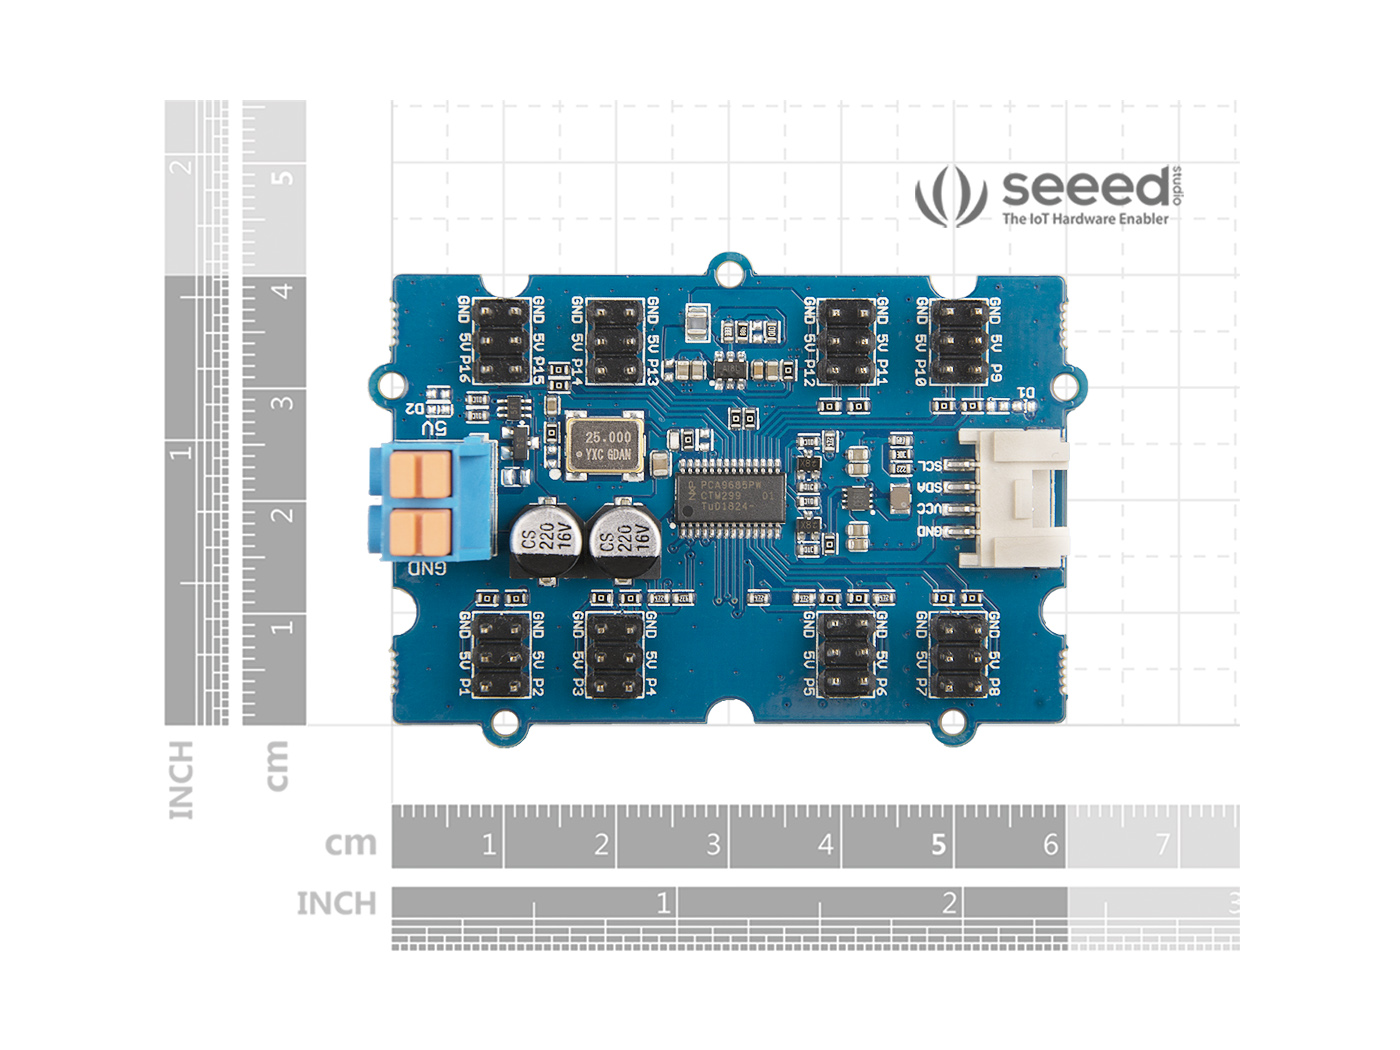 seeed
studio
The IoT Hardware Enabler
2
1
INCH
5
4
3
2
1
cm
GND 5V P16
GND 5V P15
GND 5V P14
GND 5V P13
GND 5V P12
GND 5V P11
GND 5V P10
GND 5V P9
D2
5V
GND
D1
25.000
YXC GDAN
PCA9685PW
CTM299 01
TuD1824-
CS
220
16V
CS
220
16V
SCL
SDA
VCC
GND
GND 5V P1
GND 5V P2
GND 5V P3
GND 5V P4
GND 5V P5
GND 5V P6
GND 5V P7
GND 5V P8
cm
1 2 3 4 5 6 7
INCH
1 2 3